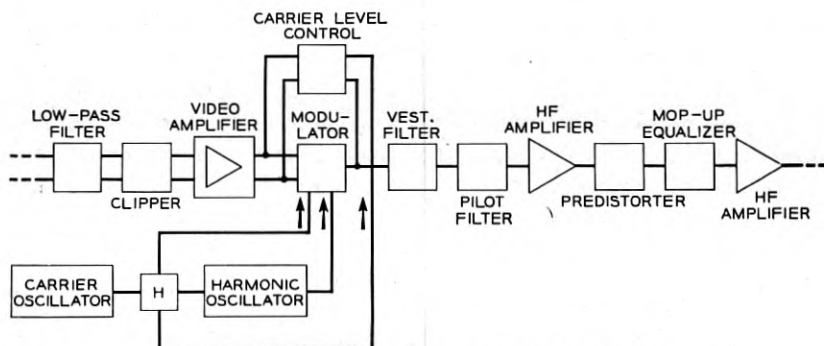 CARRIER LEVEL
CONTROL
LOW-PASS
FILTER
VIDEO
AMPLIFIER
MODU-
LATOR
VEST.
FILTER
HF
AMPLIFIER
MOP-UP
EQUALIZER
CLIPPER
PILOT
FILTER
PREDISTORTER
HF
AMPLIFIER
CARRIER
OSCILLATOR
H
HARMONIC
OSCILLATOR